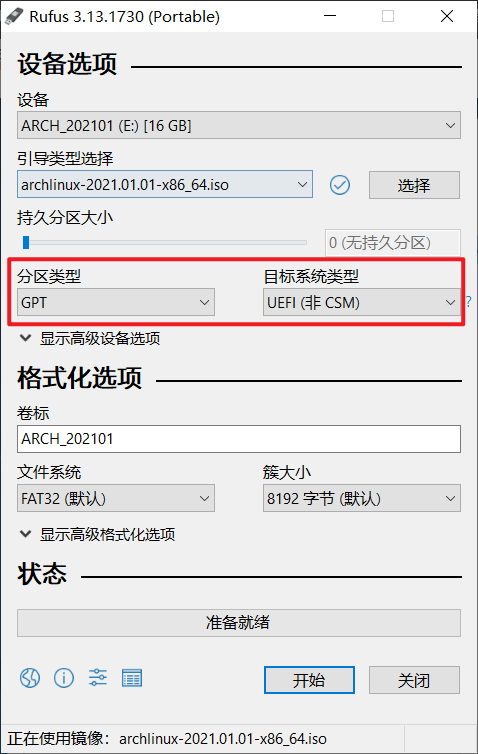 Rufus 3.13.1730 (Portable)
设备选项
设备
ARCH_202101 (E:) [16 GB]
引导类型选择
archlinux-2021.01.01-x86_64.iso
选择
持久分区大小
0 (无持久分区)
分区类型 目标系统类型
GPT UEFI (非 CSM) ?
显示高级设备选项
格式化选项
卷标
ARCH_202101
文件系统 簇大小
FAT32 (默认) 8192 字节 (默认)
显示高级格式化选项
状态
准备就绪
开始 关闭
正在使用镜像: archlinux-2021.01.01-x86_64.iso